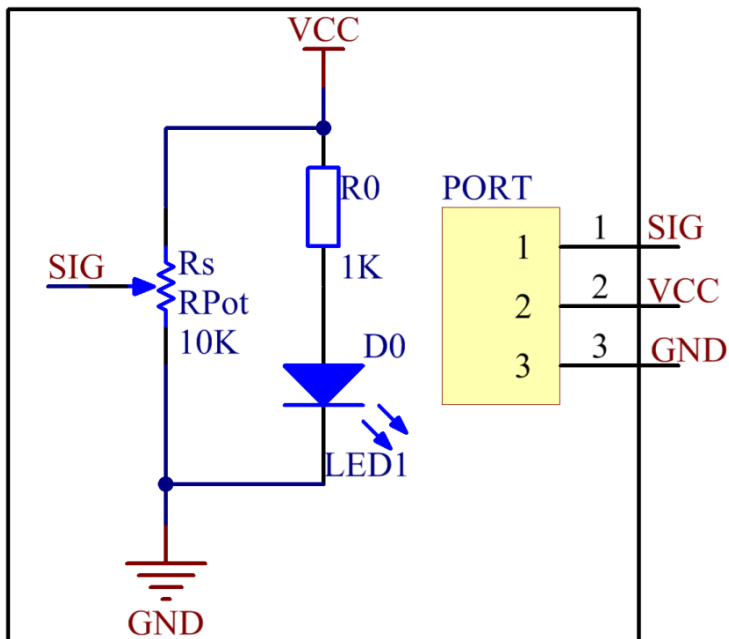 VCC
R0
1K
SIG
Rs
RPot
10K
D0
LED1
GND
PORT
1 1 SIG
2 2 VCC
3 3 GND